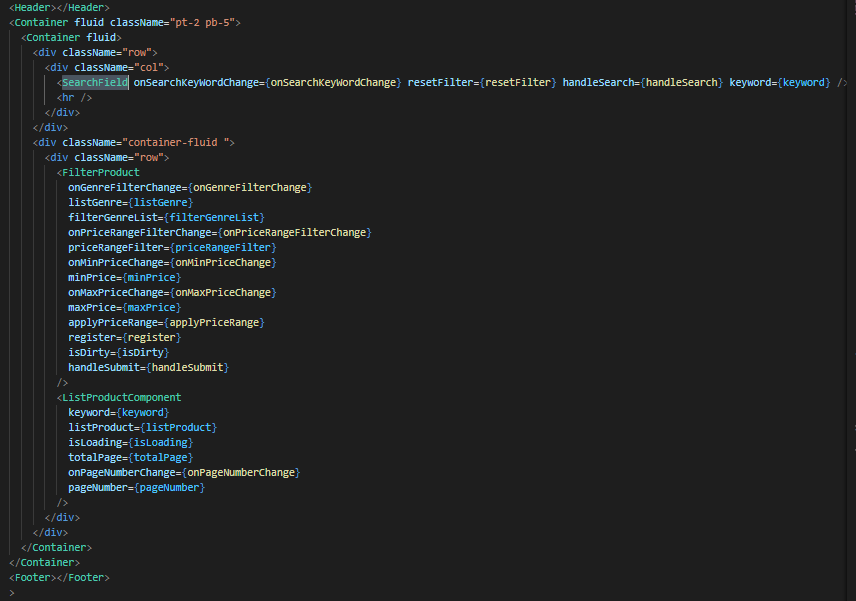 <Header></Header>
<Container fluid className="pt-2 pb-5">
<Container fluid>
<div className="row">
<div className="col">
<SearchField onSearchKeyWordChange={onSearchKeyWordChange} resetFilter={resetFilter} handleSearch={handleSearch} keyword={keyword} />
<hr />
</div>
</div>
<div className="container-fluid ">
<div className="row">
<FilterProduct
onGenreFilterChange={onGenreFilterChange}
listGenre={listGenre}
filterGenreList={filterGenreList}
onPriceRangeFilterChange={onPriceRangeFilterChange}
priceRangeFilter={priceRangeFilter}
onMinPriceChange={onMinPriceChange}
minPrice={minPrice}
onMaxPriceChange={onMaxPriceChange}
maxPrice={maxPrice}
applyPriceRange={applyPriceRange}
register={register}
isDirty={isDirty}
handleSubmit={handleSubmit}
/>
<ListProductComponent
keyword={keyword}
listProduct={listProduct}
isLoading={isLoading}
totalPage={totalPage}
onPageNumberChange={onPageNumberChange}
pageNumber={pageNumber}
/>
</div>
</div>
</Container>
</Container>
<Footer></Footer>
>